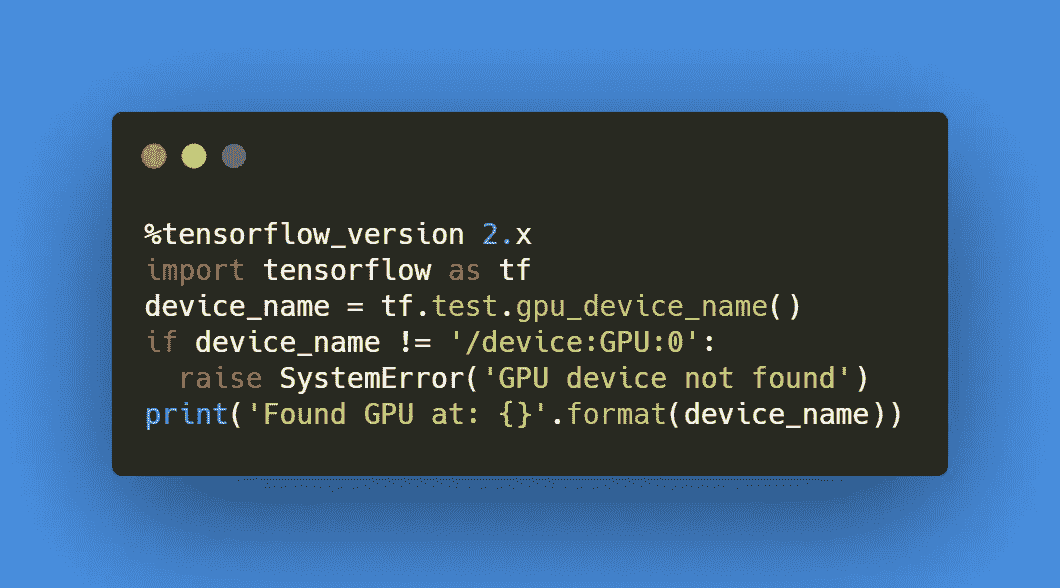 %tensorflow_version 2.x
import tensorflow as tf
device_name = tf.test.gpu_device_name()
if device_name != '/device:GPU:0':
  raise SystemError('GPU device not found')
print('Found GPU at: {}'.format(device_name))